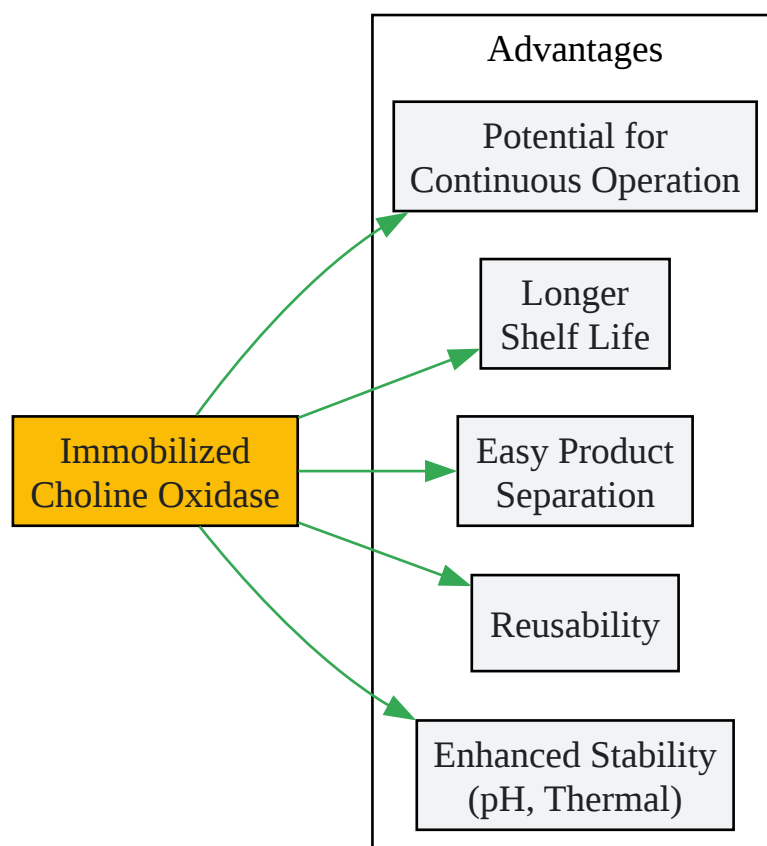 Advantages
Potential for
Continuous Operation
Longer
Shelf Life
Immobilized
Choline Oxidase
Easy Product
Separation
Reusability
Enhanced Stability
(pH, Thermal)